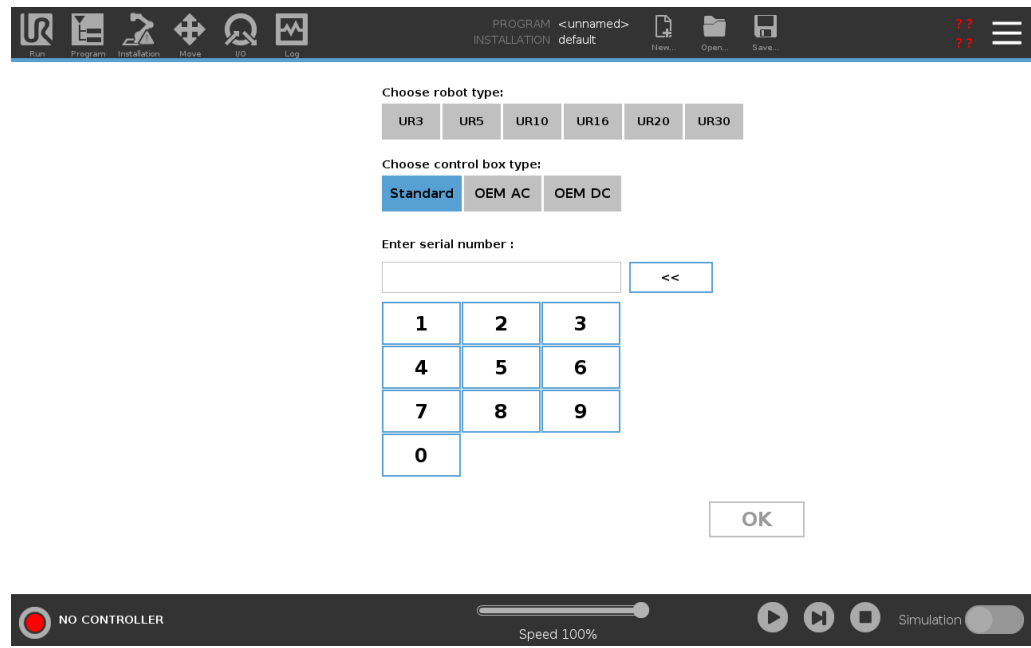 UR
PROGRAM <unnamed>
INSTALLATION default
Run Program Installation Move I/O Log New... Open... Save...
? ?
? ?
Choose robot type:
UR3 UR5 UR10 UR16 UR20 UR30
Choose control box type:
Standard OEM AC OEM DC
Enter serial number :
<<
1 2 3
4 5 6
7 8 9
0
OK
NO CONTROLLER
Speed 100%
Simulation